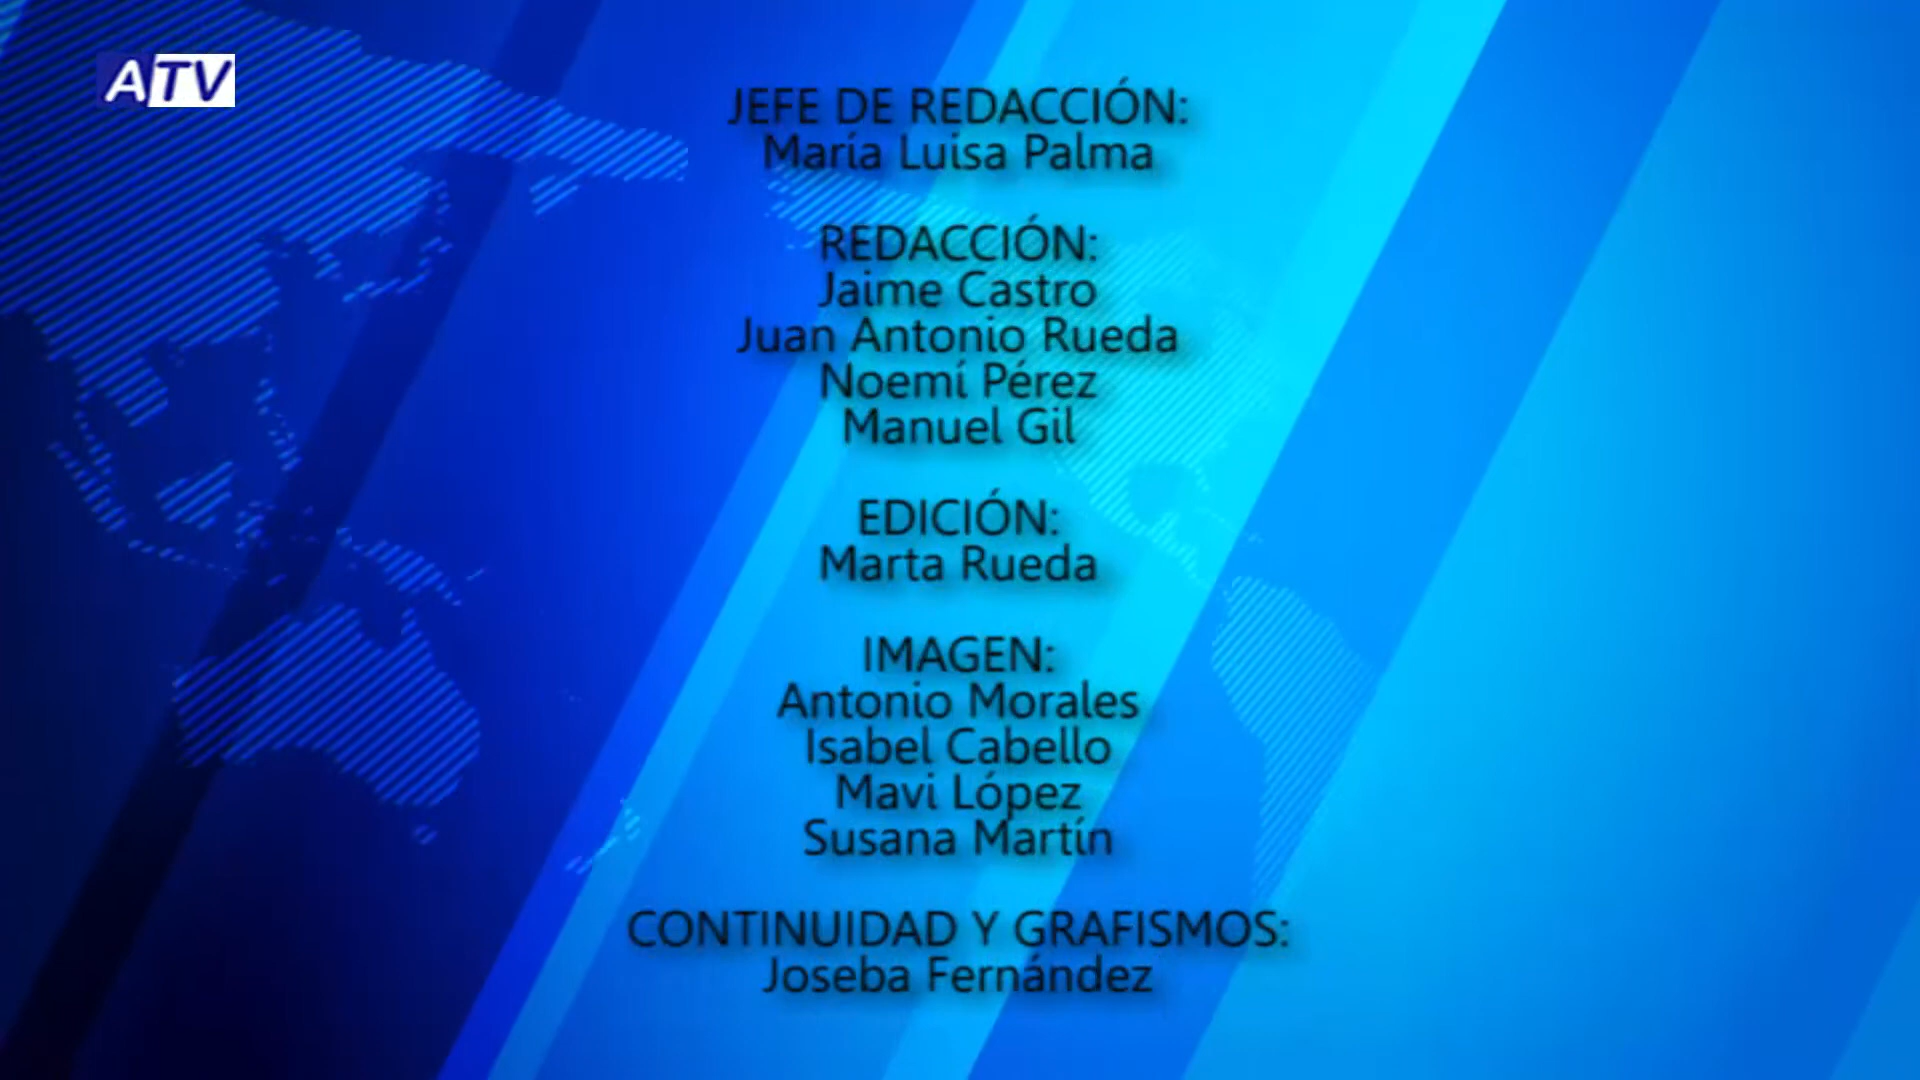 ATV
JEFE DE REDACCIÓN:
María Luisa Palma
REDACCIÓN:
Jaime Castro
Juan Antonio Rueda
Noemí Pérez
Manuel Gil
EDICIÓN:
Marta Rueda
IMAGEN:
Antonio Morales
Isabel Cabello
Mavi López
Susana Martín
CONTINUIDAD Y GRAFISMOS:
Joseba Fernández